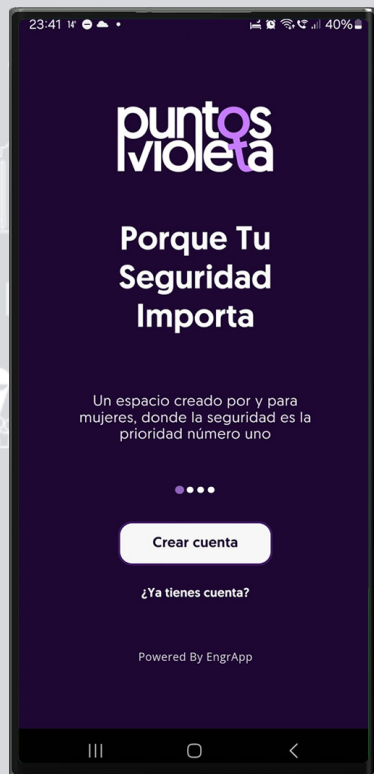 23:41 14° 40%
puntos
violeta
Porque Tu
Seguridad
Importa
Un espacio creado por y para
mujeres, donde la seguridad es la
prioridad número uno
Crear cuenta
¿Ya tienes cuenta?
Powered By EngrApp